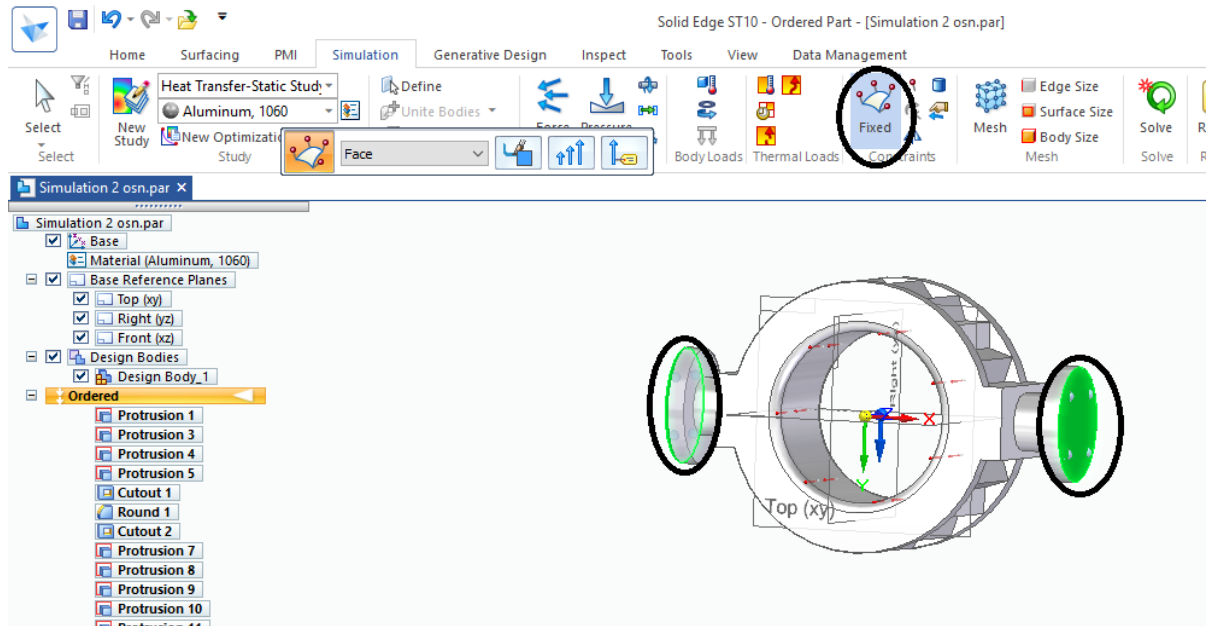 Solid Edge ST10 - Ordered Part - [Simulation 2 osn.par]
Home Surfacing PMI Simulation Generative Design Inspect Tools View Data Management
Heat Transfer-Static Study
Aluminum, 1060
New Optimizatio
Define
Unite Bodies
Edge Size
Surface Size
Body Size
Select
New
Study
Fixed
Mesh
Solve
R
Face
Select
Study
Body Loads
Thermal Loads
Constraints
Mesh
Solve
R
Simulation 2 osn.par
Simulation 2 osn.par
Base
Material (Aluminum, 1060)
Base Reference Planes
Top (xy)
Right (yz)
Front (xz)
Design Bodies
Design Body_1
Ordered
Protrusion 1
Protrusion 3
Protrusion 4
Protrusion 5
Cutout 1
Round 1
Cutout 2
Protrusion 7
Protrusion 8
Protrusion 9
Protrusion 10
X
Y
Top (xy)